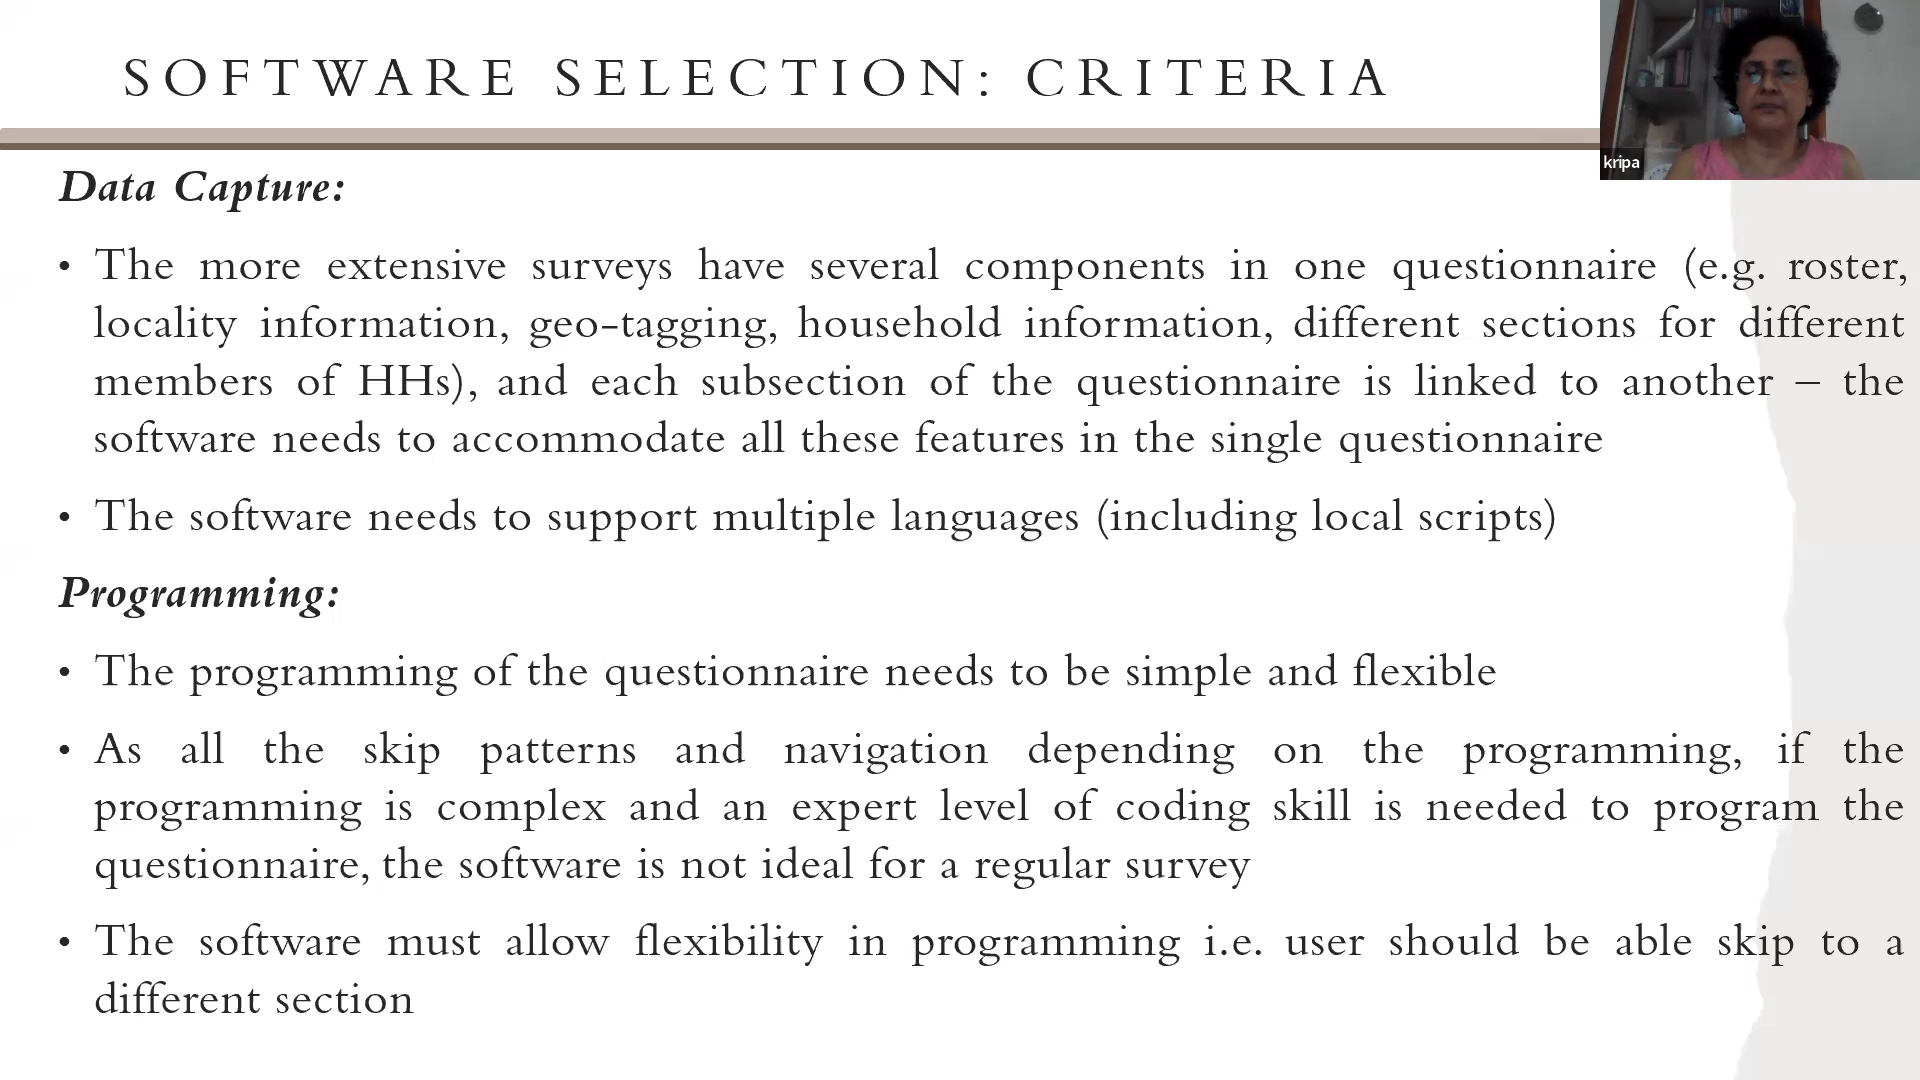 SOFTWARE SELECTION: CRITERIA
kripa
Data Capture:
• The more extensive surveys have several components in one questionnaire (e.g. roster,
locality information, geo-tagging, household information, different sections for different
members of HHs), and each subsection of the questionnaire is linked to another – the
software needs to accommodate all these features in the single questionnaire
• The software needs to support multiple languages (including local scripts)
Programming:
• The programming of the questionnaire needs to be simple and flexible
• As all the skip patterns and navigation depending on the programming, if the
programming is complex and an expert level of coding skill is needed to program the
questionnaire, the software is not ideal for a regular survey
• The software must allow flexibility in programming i.e. user should be able skip to a
different section